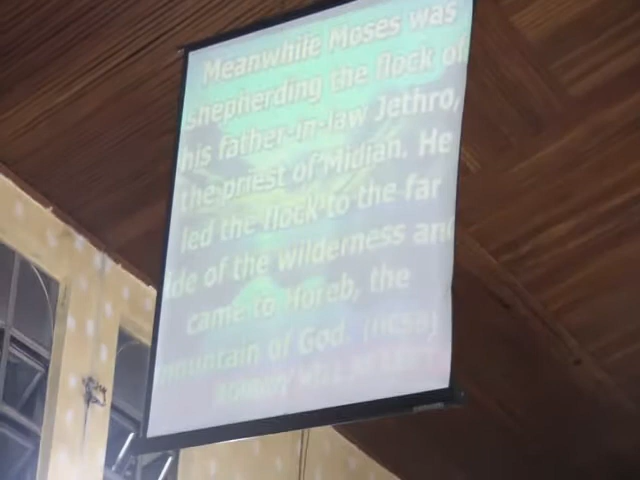 Meanwhile Moses was
shepherding the flock of
his father-in-law Jethro,
the priest of Midian. He
led the flock to the far
ide of the wilderness and
came to Horeb, the
mountain of God. (HCSB)